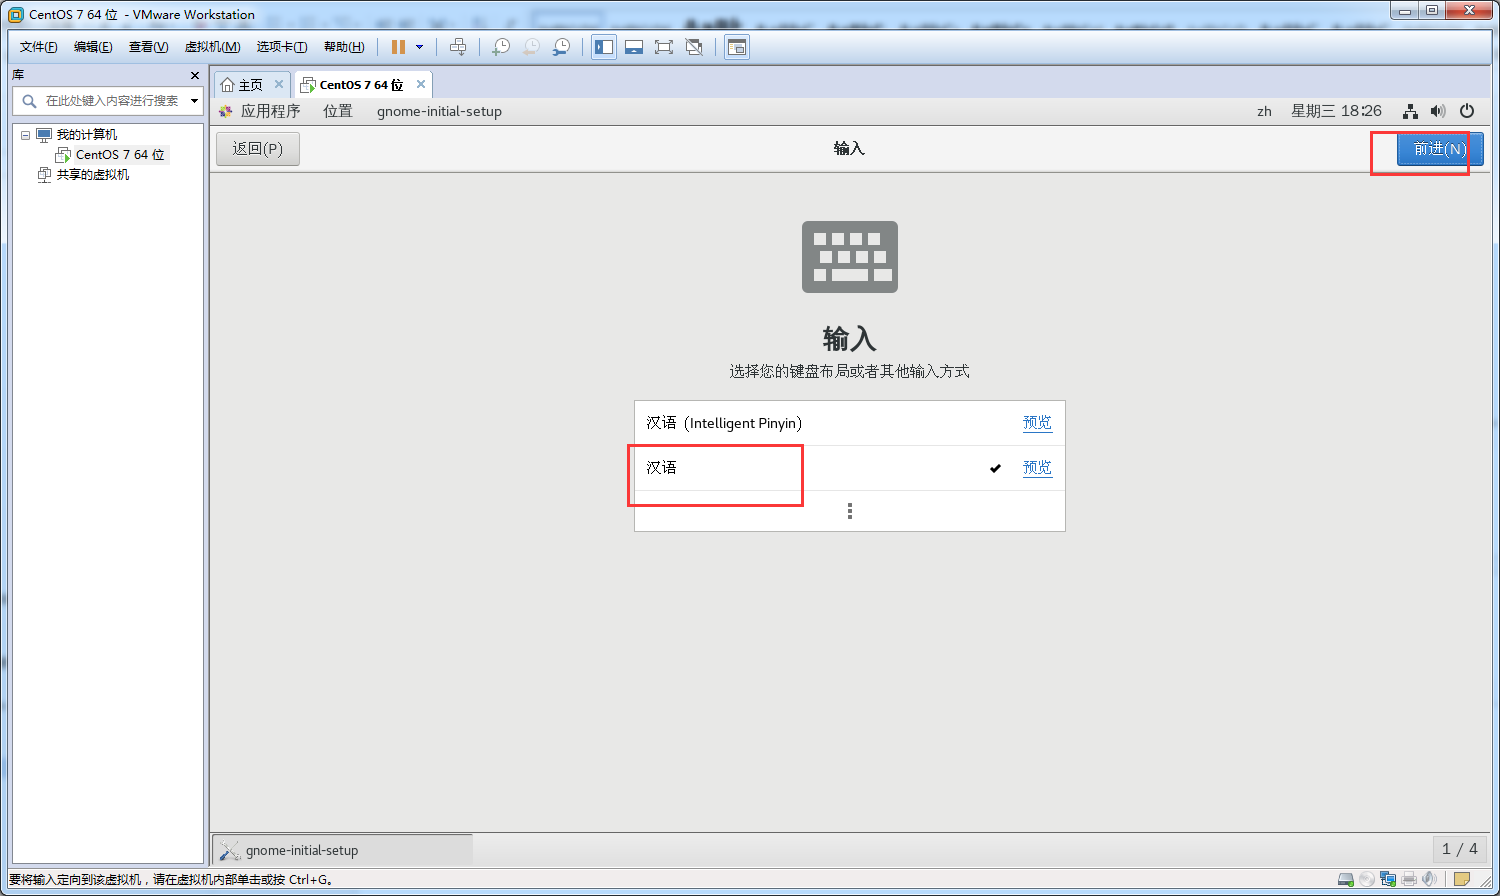 CentOS 7 64 位 - VMware Workstation
文件(F) 编辑(E) 查看(V) 虚拟机(M) 选项卡(T) 帮助(H)
库
在此处键入内容进行搜索
我的计算机
CentOS 7 64 位
共享的虚拟机
主页
CentOS 7 64 位
应用程序 位置 gnome-initial-setup zh 星期三 18∶26
返回(P) 输入 前进(N)
输入
选择您的键盘布局或者其他输入方式
汉语 (Intelligent Pinyin) 预览
汉语 预览
gnome-initial-setup 1 / 4
要将输入定向到该虚拟机，请在虚拟机内部单击或按 Ctrl+G。